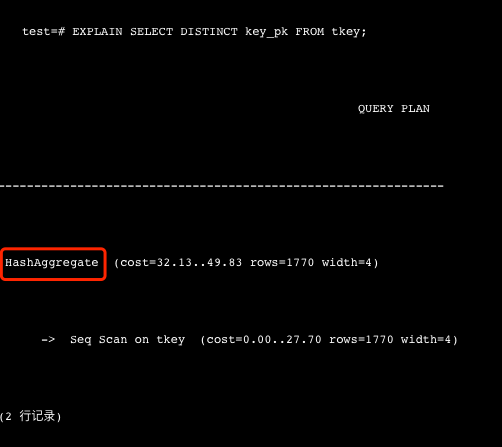 test=# EXPLAIN SELECT DISTINCT key_pk FROM tkey;
QUERY PLAN
--------------------------------------------------------------
HashAggregate (cost=32.13..49.83 rows=1770 width=4)
-> Seq Scan on tkey (cost=0.00..27.70 rows=1770 width=4)
(2 行记录)